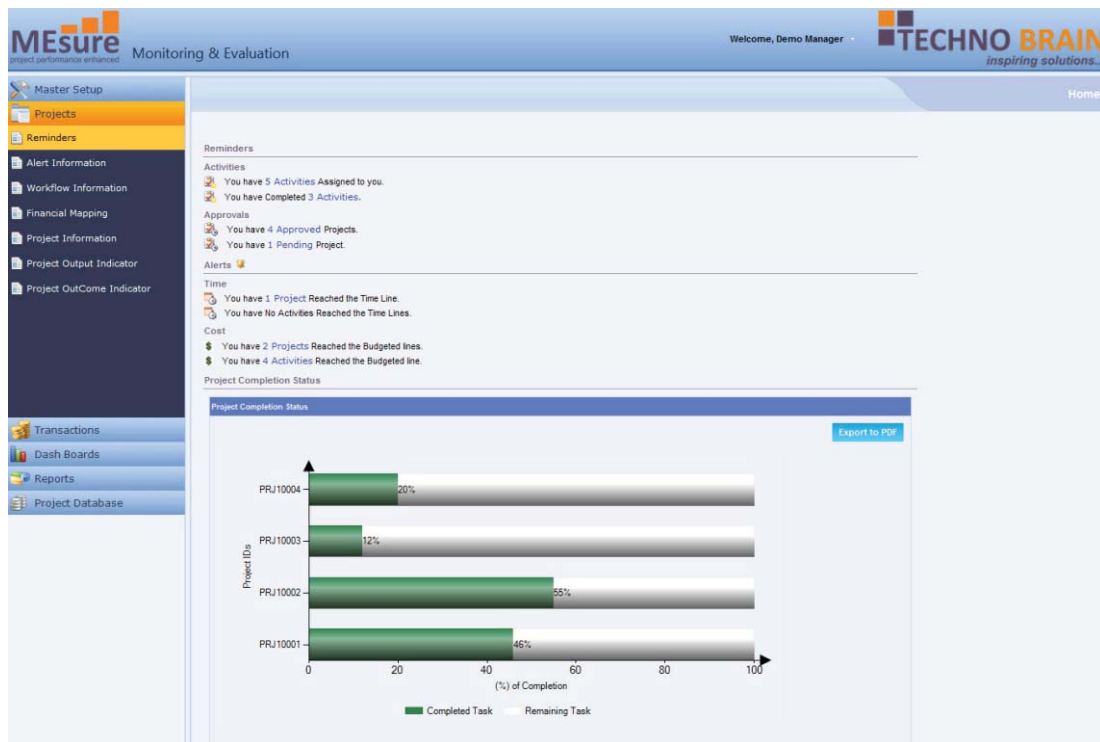 MEsure
project performance enhanced
Monitoring & Evaluation
Welcome, Demo Manager
TECHNO BRAIN
inspiring solutions..
Home
Master Setup
Projects
Reminders
Alert Information
Workflow Information
Financial Mapping
Project Information
Project Output Indicator
Project OutCome Indicator
Transactions
Dash Boards
Reports
Project Database
Reminders
Activities
You have 5 Activities Assigned to you.
You have Completed 3 Activities.
Approvals
You have 4 Approved Projects.
You have 1 Pending Project.
Alerts
Time
You have 1 Project Reached the Time Line.
You have No Activities Reached the Time Lines.
Cost
$ You have 2 Projects Reached the Budgeted lines.
$ You have 4 Activities Reached the Budgeted line.
Project Completion Status
Project Completion Status
Export to PDF
Project IDs
PRJ10004 20%
PRJ10003 12%
PRJ10002 55%
PRJ10001 46%
0 20 40 60 80 100
(%) of Completion
Completed Task Remaining Task